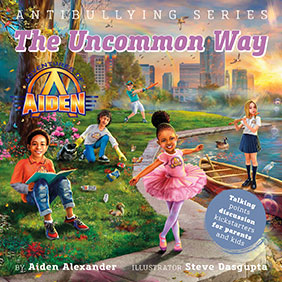 ANTIBULLYING SERIES
The Uncommon Way
AIDEN
Talking
points
discussion
kickstarters
for parents
and kids
BY Aiden Alexander ILLUSTRATOR Steve Dasgupta